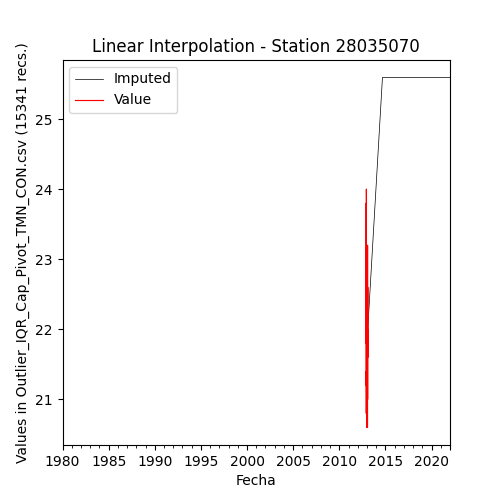 Linear Interpolation - Station 28035070
Imputed
Value
Values in Outlier_IQR_Cap_Pivot_TMN_CON.csv (15341 recs.)
25
24
23
22
21
1980 1985 1990 1995 2000 2005 2010 2015 2020
Fecha